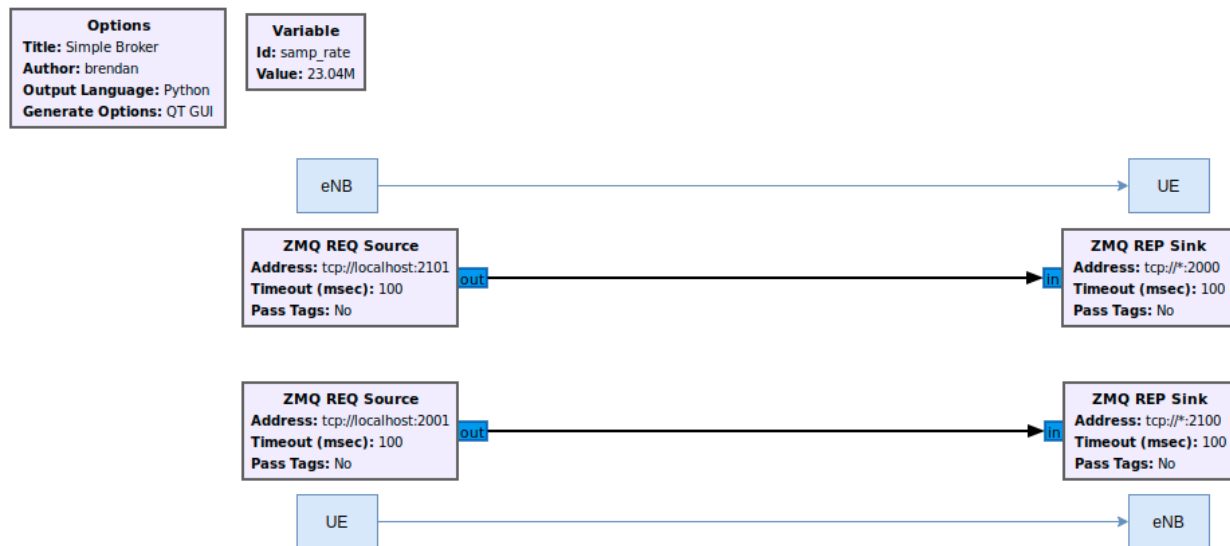 Options
Title: Simple Broker
Author: brendan
Output Language: Python
Generate Options: QT GUI
Variable
Id: samp_rate
Value: 23.04M
eNB
UE
ZMQ REQ Source
Address: tcp://localhost:2101
Timeout (msec): 100
Pass Tags: No
out
in
ZMQ REP Sink
Address: tcp://*:2000
Timeout (msec): 100
Pass Tags: No
ZMQ REQ Source
Address: tcp://localhost:2001
Timeout (msec): 100
Pass Tags: No
out
in
ZMQ REP Sink
Address: tcp://*:2100
Timeout (msec): 100
Pass Tags: No
UE
eNB